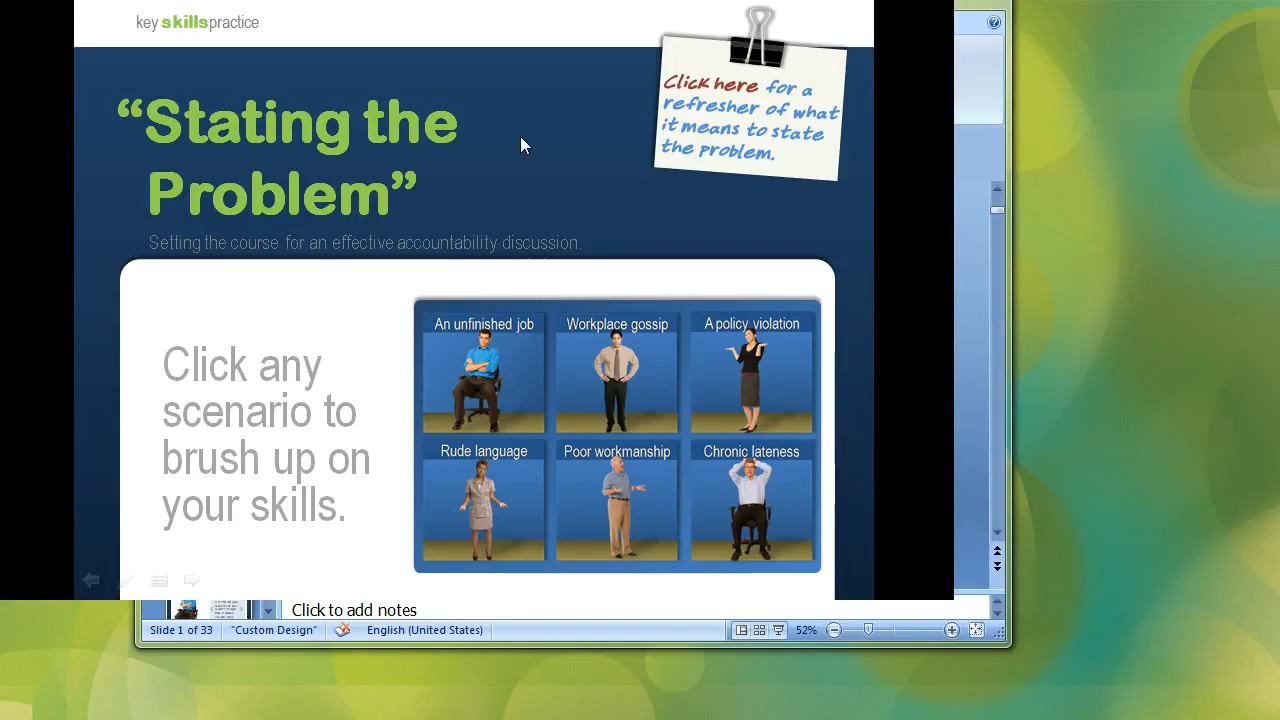 key skillspractice
Click here for a
refresher of what
it means to state
the problem.
“Stating the
Problem”
Setting the course for an effective accountability discussion.
Click any
scenario to
brush up on
your skills.
An unfinished job
Workplace gossip
A policy violation
Rude language
Poor workmanship
Chronic lateness
Click to add notes
Slide 1 of 33
"Custom Design"
English (United States)
52%